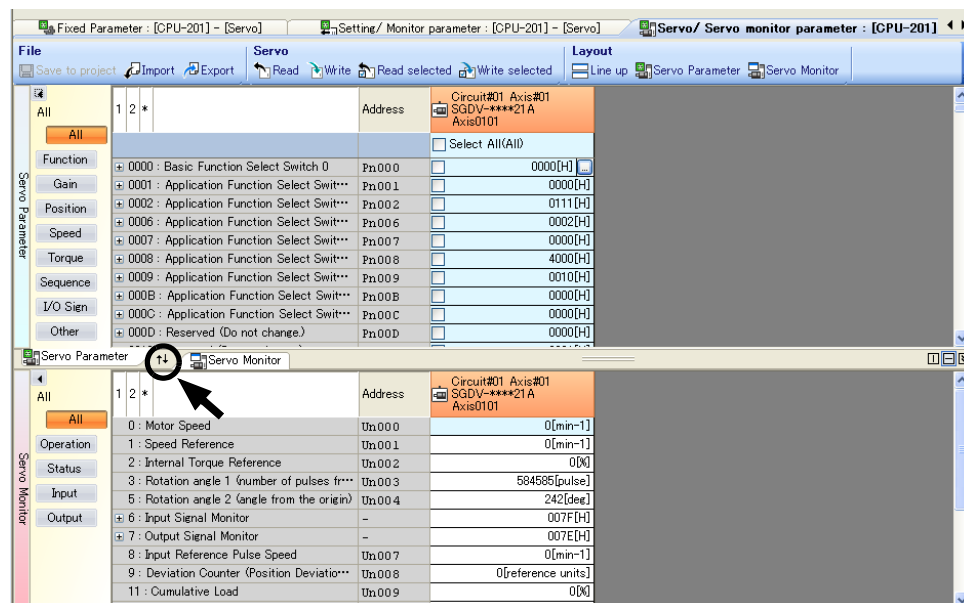 Fixed Parameter : [CPU-201] - [Servo]
Setting/ Monitor parameter : [CPU-201] - [Servo]
Servo/ Servo monitor parameter : [CPU-201]
File
Servo
Layout
Save to project
Import
Export
Read
Write
Read selected
Write selected
Line up
Servo Parameter
Servo Monitor
Servo Parameter
All
All
Function
Gain
Position
Speed
Torque
Sequence
I/O Sign
Other
1 2 * Address Circuit#01 Axis#01
SGDV-****21A
Axis0101
Select All(All)
0000 : Basic Function Select Switch 0 Pn000 0000[H] ...
0001 : Application Function Select Swit··· Pn001 0000[H]
0002 : Application Function Select Swit··· Pn002 0111[H]
0006 : Application Function Select Swit··· Pn006 0002[H]
0007 : Application Function Select Swit··· Pn007 0000[H]
0008 : Application Function Select Swit··· Pn008 4000[H]
0009 : Application Function Select Swit··· Pn009 0010[H]
000B : Application Function Select Swit··· Pn00B 0000[H]
000C : Application Function Select Swit··· Pn00C 0000[H]
000D : Reserved (Do not change.) Pn00D 0000[H]
Servo Parameter
Servo Monitor
Servo Monitor
All
All
Operation
Status
Input
Output
1 2 * Address Circuit#01 Axis#01
SGDV-****21A
Axis0101
0 : Motor Speed Un000 0[min-1]
1 : Speed Reference Un001 0[min-1]
2 : Internal Torque Reference Un002 0[%]
3 : Rotation angle 1 (number of pulses fr··· Un003 584585[pulse]
5 : Rotation angle 2 (angle from the origin) Un004 242[deg]
6 : Input Signal Monitor - 007F[H]
7 : Output Signal Monitor - 007E[H]
8 : Input Reference Pulse Speed Un007 0[min-1]
9 : Deviation Counter (Position Deviatio··· Un008 0[reference units]
11 : Cumulative Load Un009 0[%]